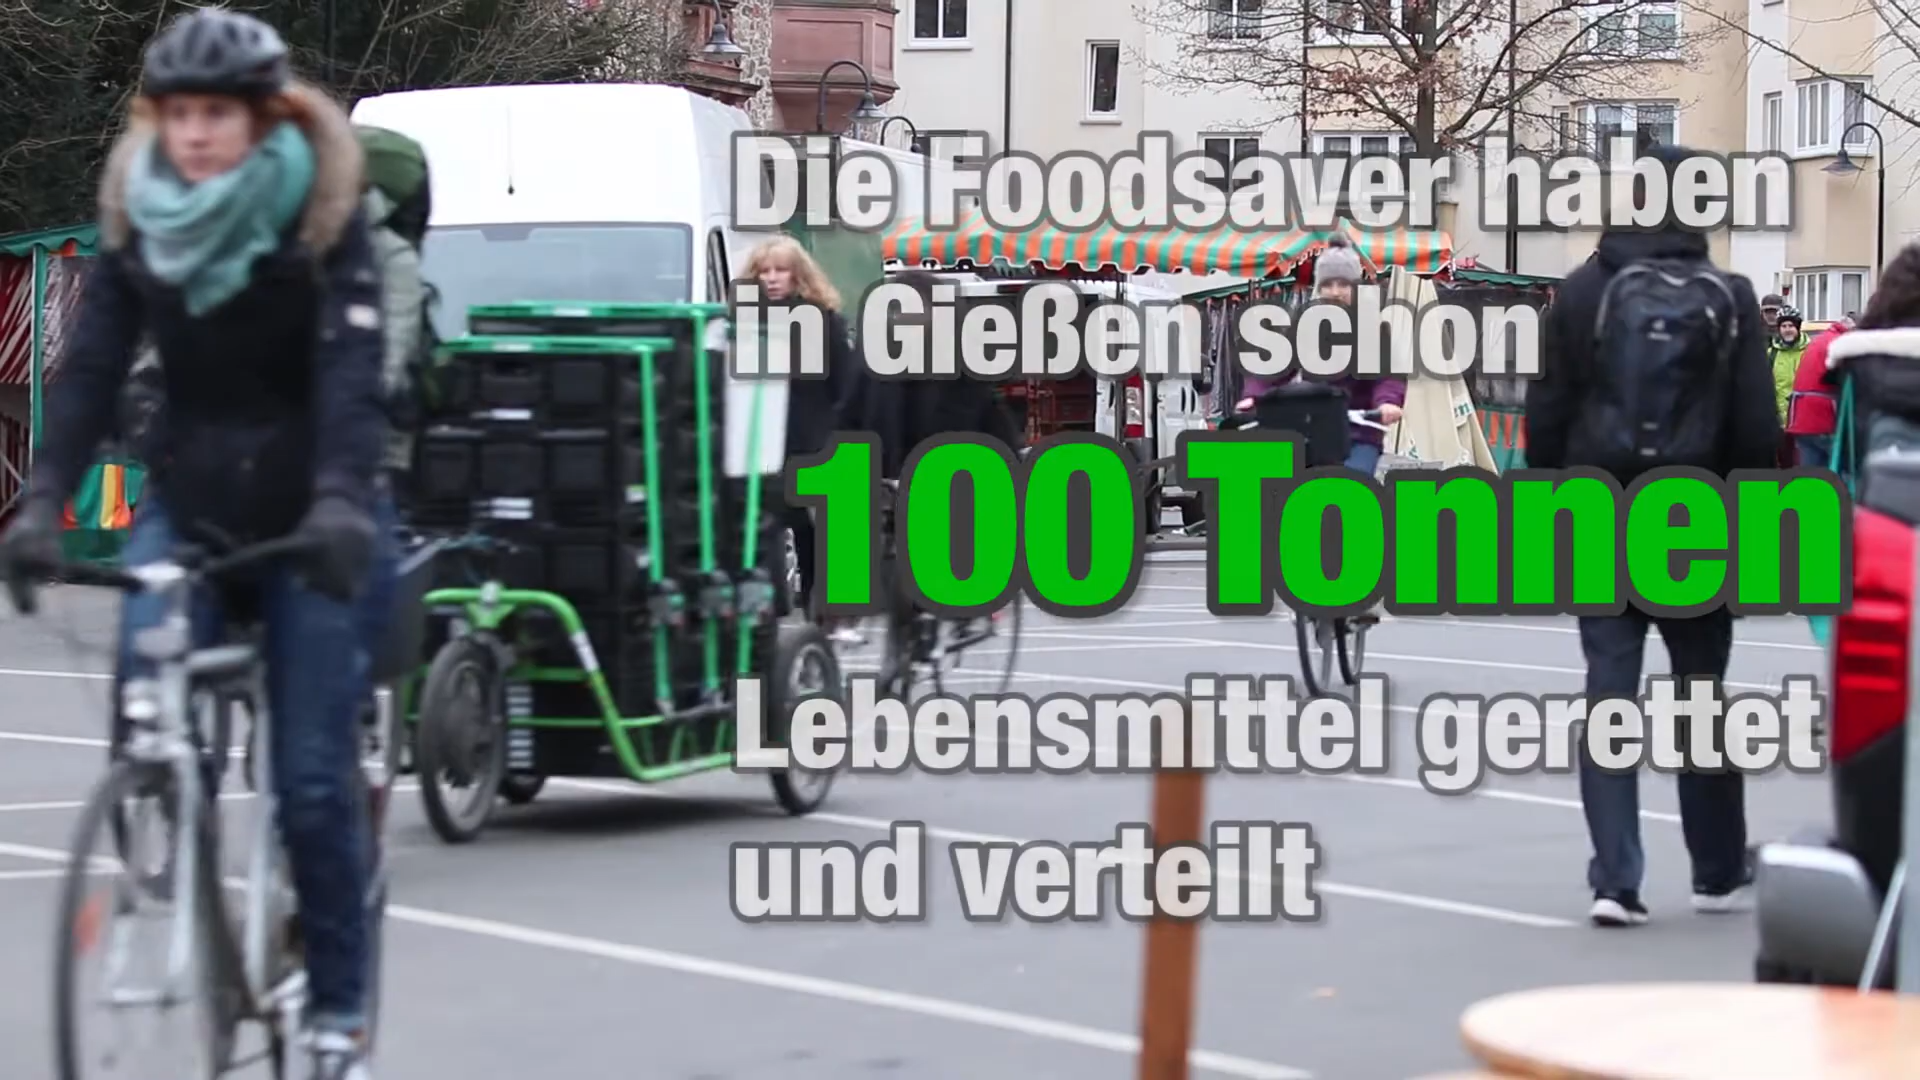 Die Foodsaver haben
in Gießen schon
100 Tonnen
Lebensmittel gerettet
und verteilt